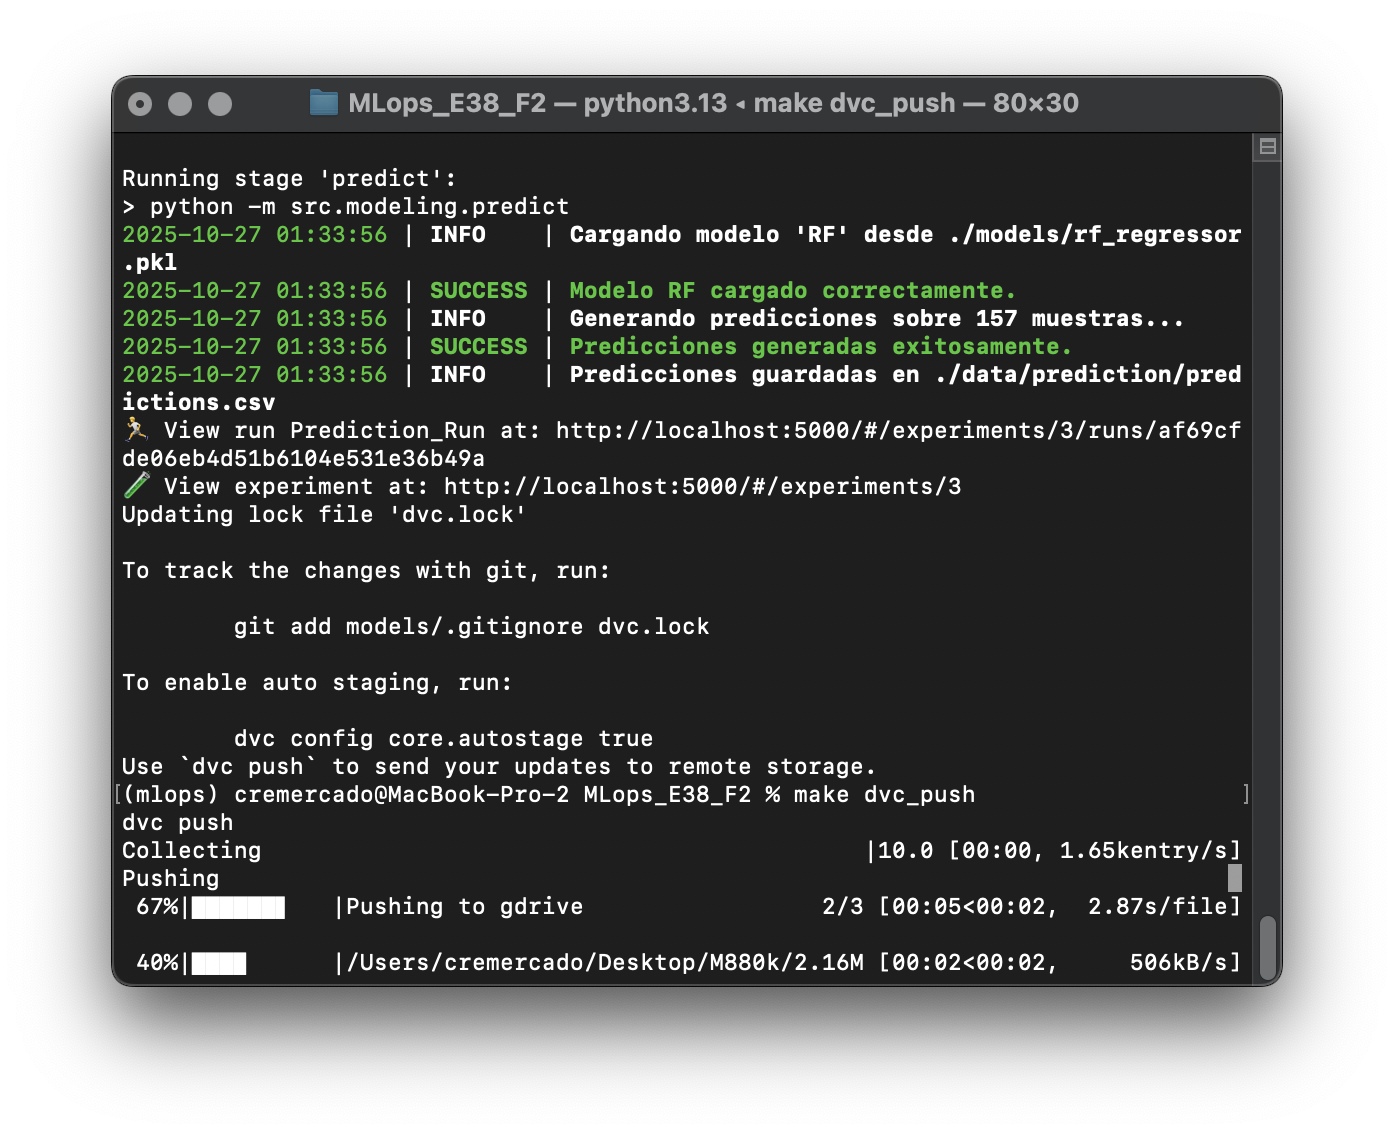 MLops_E38_F2 — python3.13 ◂ make dvc_push — 80×30
Running stage 'predict':
> python -m src.modeling.predict
2025-10-27 01:33:56 | INFO    | Cargando modelo 'RF' desde ./models/rf_regressor
.pkl
2025-10-27 01:33:56 | SUCCESS | Modelo RF cargado correctamente.
2025-10-27 01:33:56 | INFO    | Generando predicciones sobre 157 muestras...
2025-10-27 01:33:56 | SUCCESS | Predicciones generadas exitosamente.
2025-10-27 01:33:56 | INFO    | Predicciones guardadas en ./data/prediction/pred
ictions.csv
🏃 View run Prediction_Run at: http://localhost:5000/#/experiments/3/runs/af69cf
de06eb4d51b6104e531e36b49a
🧪 View experiment at: http://localhost:5000/#/experiments/3
Updating lock file 'dvc.lock'
To track the changes with git, run:
        git add models/.gitignore dvc.lock
To enable auto staging, run:
        dvc config core.autostage true
Use `dvc push` to send your updates to remote storage.
[(mlops) cremercado@MacBook-Pro-2 MLops_E38_F2 % make dvc_push                   ]
dvc push
Collecting                                           |10.0 [00:00, 1.65kentry/s]
Pushing
 67%|███████   |Pushing to gdrive                 2/3 [00:05<00:02,  2.87s/file]
 40%|████      |/Users/cremercado/Desktop/M880k/2.16M [00:02<00:02,     506kB/s]